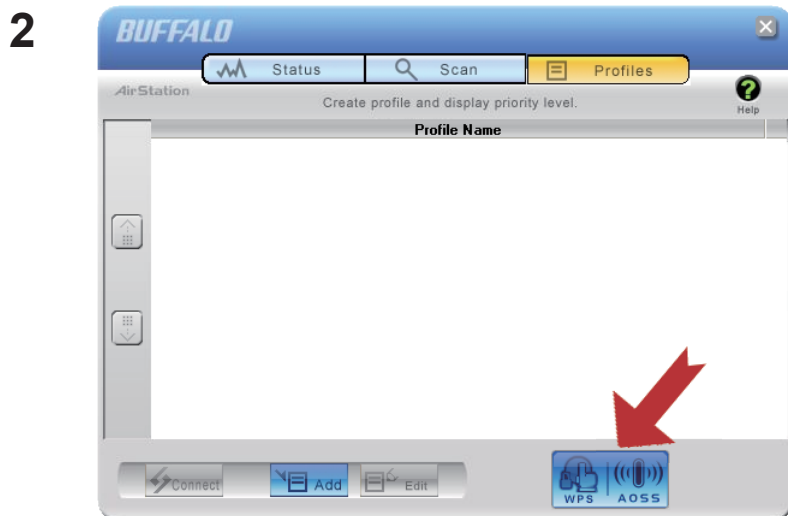 2
BUFFALO
Status Scan Profiles
AirStation
Create profile and display priority level.
Help
Profile Name
Connect Add Edit
WPS AOSS